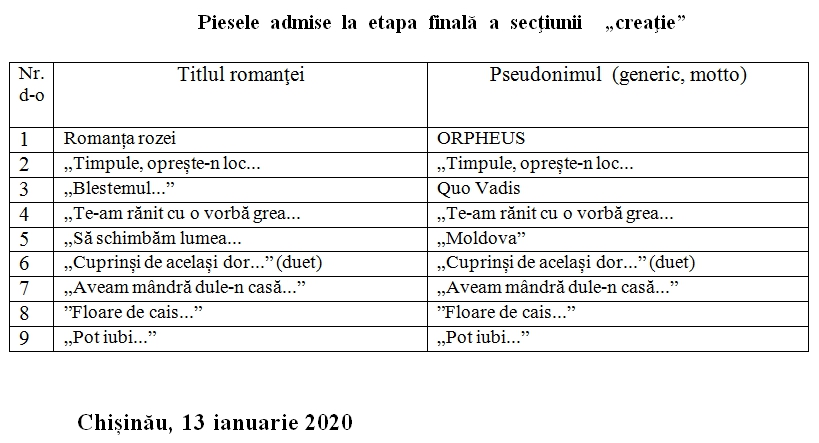 Piesele admise la etapa finală a secţiunii „creaţie”
Nr. d-o Titlul romanţei Pseudonimul (generic, motto)
1 Romanța rozei ORPHEUS
2 „Timpule, oprește-n loc... „Timpule, oprește-n loc...
3 „Blestemul...” Quo Vadis
4 „Te-am rănit cu o vorbă grea... „Te-am rănit cu o vorbă grea...
5 „Să schimbăm lumea... „Moldova”
6 „Cuprinși de același dor...” (duet) „Cuprinși de același dor...” (duet)
7 „Aveam mândră dule-n casă...” „Aveam mândră dule-n casă...”
8 ”Floare de cais...” ”Floare de cais...”
9 „Pot iubi...” „Pot iubi...”
Chișinău, 13 ianuarie 2020